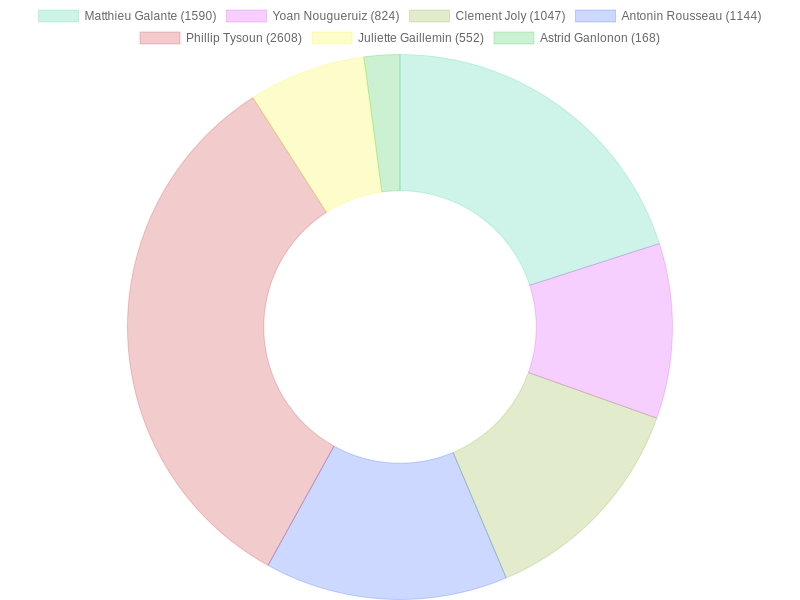 Matthieu Galante (1590) Yoan Nougueruiz (824) Clement Joly (1047) Antonin Rousseau (1144)
Phillip Tysoun (2608) Juliette Gaillemin (552) Astrid Ganlonon (168)